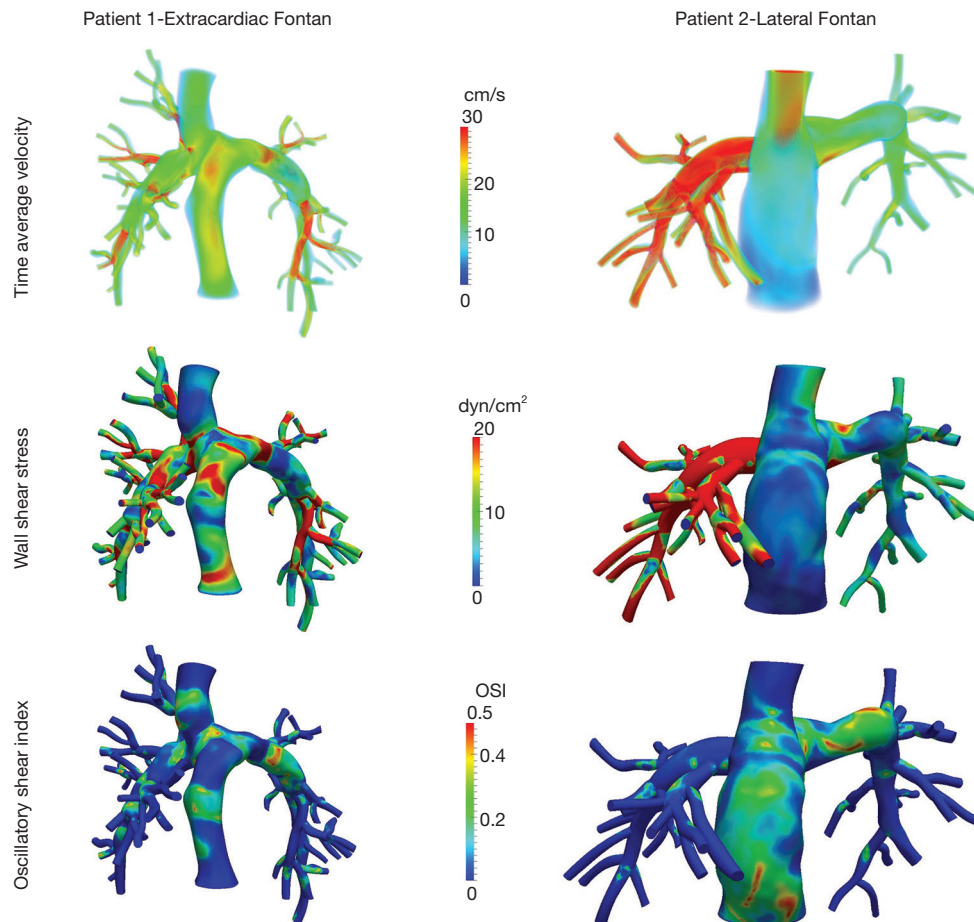 Patient 1-Extracardiac Fontan
Patient 2-Lateral Fontan
Time average velocity
cm/s
30
20
10
0
Wall shear stress
dyn/cm²
20
10
0
Oscillatory shear index
OSI
0.5
0.4
0.2
0